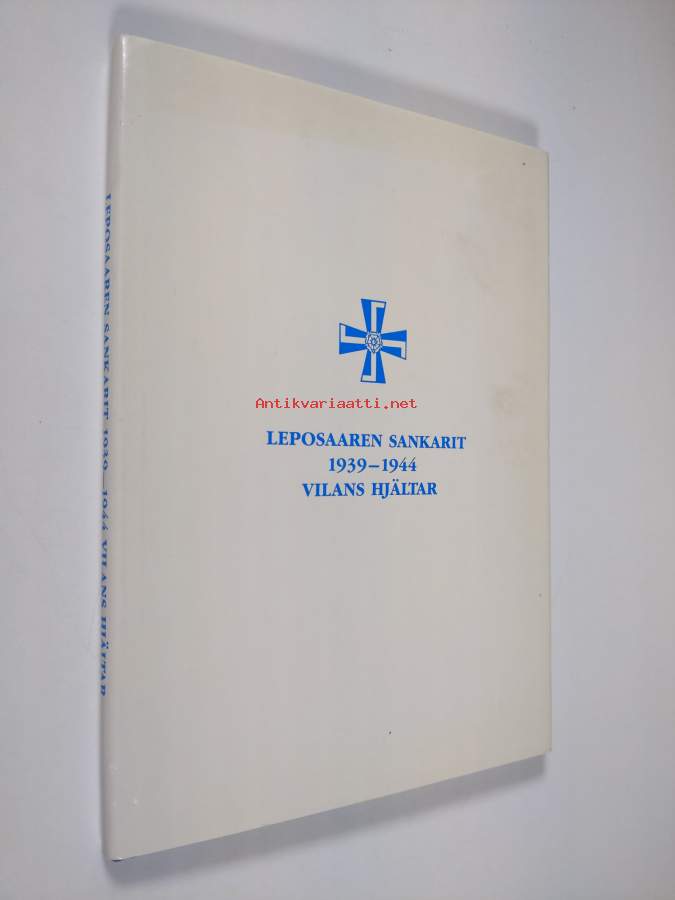 LEPOSAAREN SANKARIT 1939–1944 VILANS HJÄLTAR
Antikvariaatti.net
LEPOSAAREN SANKARIT
1939–1944
VILANS HJÄLTAR